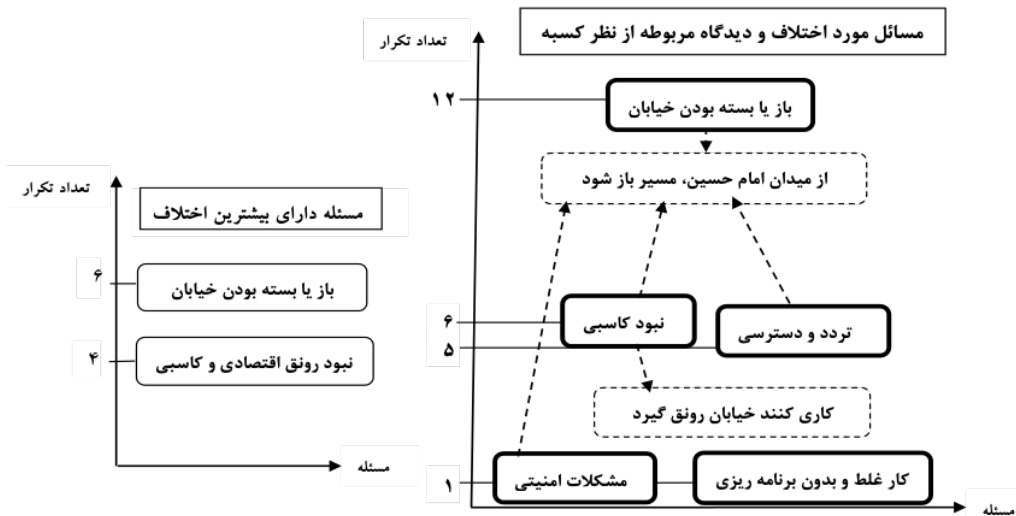 مسائل مورد اختلاف و دیدگاه مربوطه از نظر کسبه
تعداد تکرار
۱۲
باز یا بسته بودن خیابان
از میدان امام حسین، مسیر باز شود
۶
نبود کاسبی
تردد و دسترسی
۵
کاری کنند خیابان رونق گیرد
۱
مشکلات امنیتی
کار غلط و بدون برنامه ریزی
مسئله
تعداد تکرار
مسئله دارای بیشترین اختلاف
۶
باز یا بسته بودن خیابان
۴
نبود رونق اقتصادی و کاسبی
مسئله